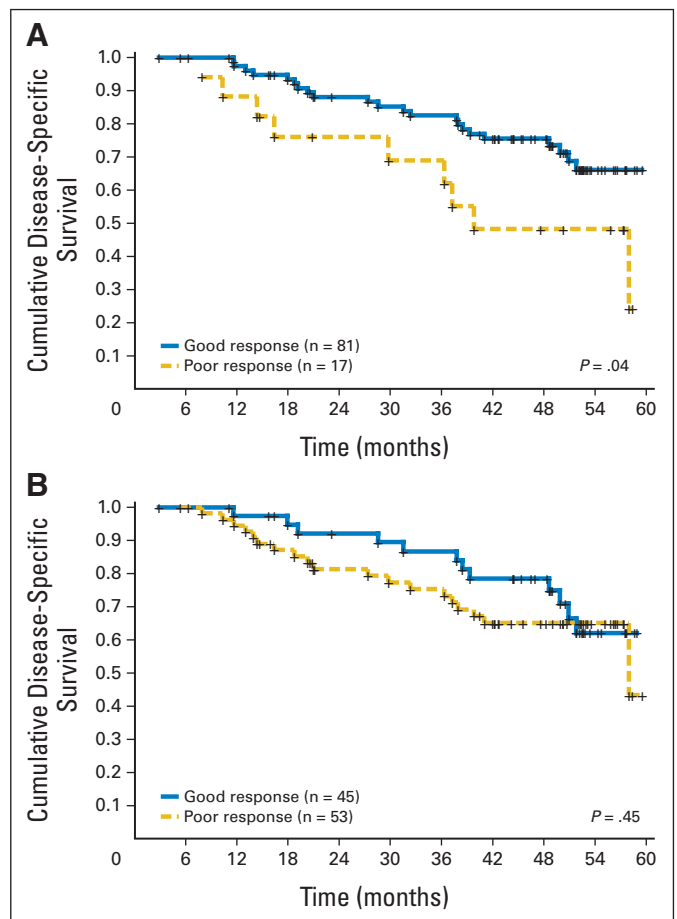 A
Cumulative Disease-Specific
Survival
1.0
0.9
0.8
0.7
0.6
0.5
0.4
0.3
0.2
0.1
0
Good response (n = 81)
Poor response (n = 17)
P = .04
6 12 18 24 30 36 42 48 54 60
Time (months)
B
Cumulative Disease-Specific
Survival
1.0
0.9
0.8
0.7
0.6
0.5
0.4
0.3
0.2
0.1
0
Good response (n = 45)
Poor response (n = 53)
P = .45
6 12 18 24 30 36 42 48 54 60
Time (months)